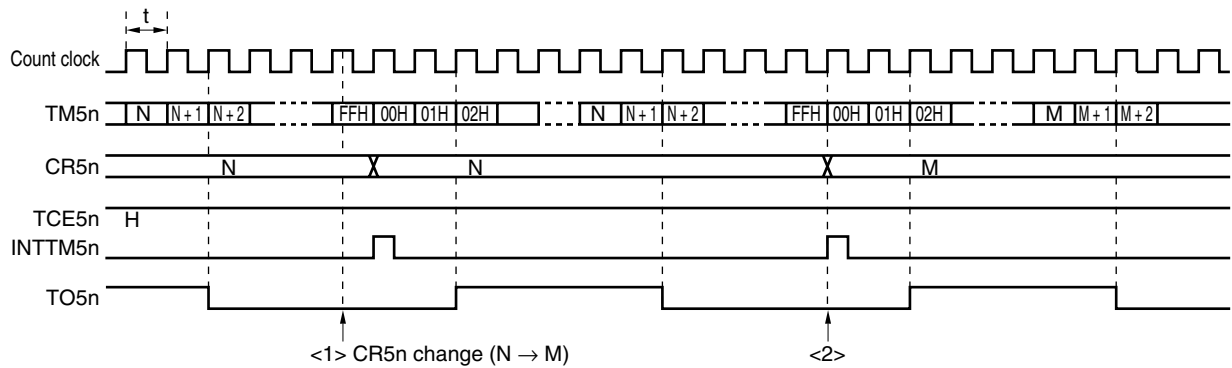 t
Count clock
TM5n N N + 1 N + 2 FFH 00H 01H 02H N N + 1 N + 2 FFH 00H 01H 02H M M + 1 M + 2
CR5n N N M
TCE5n H
INTTM5n
TO5n
<1> CR5n change (N → M) <2>